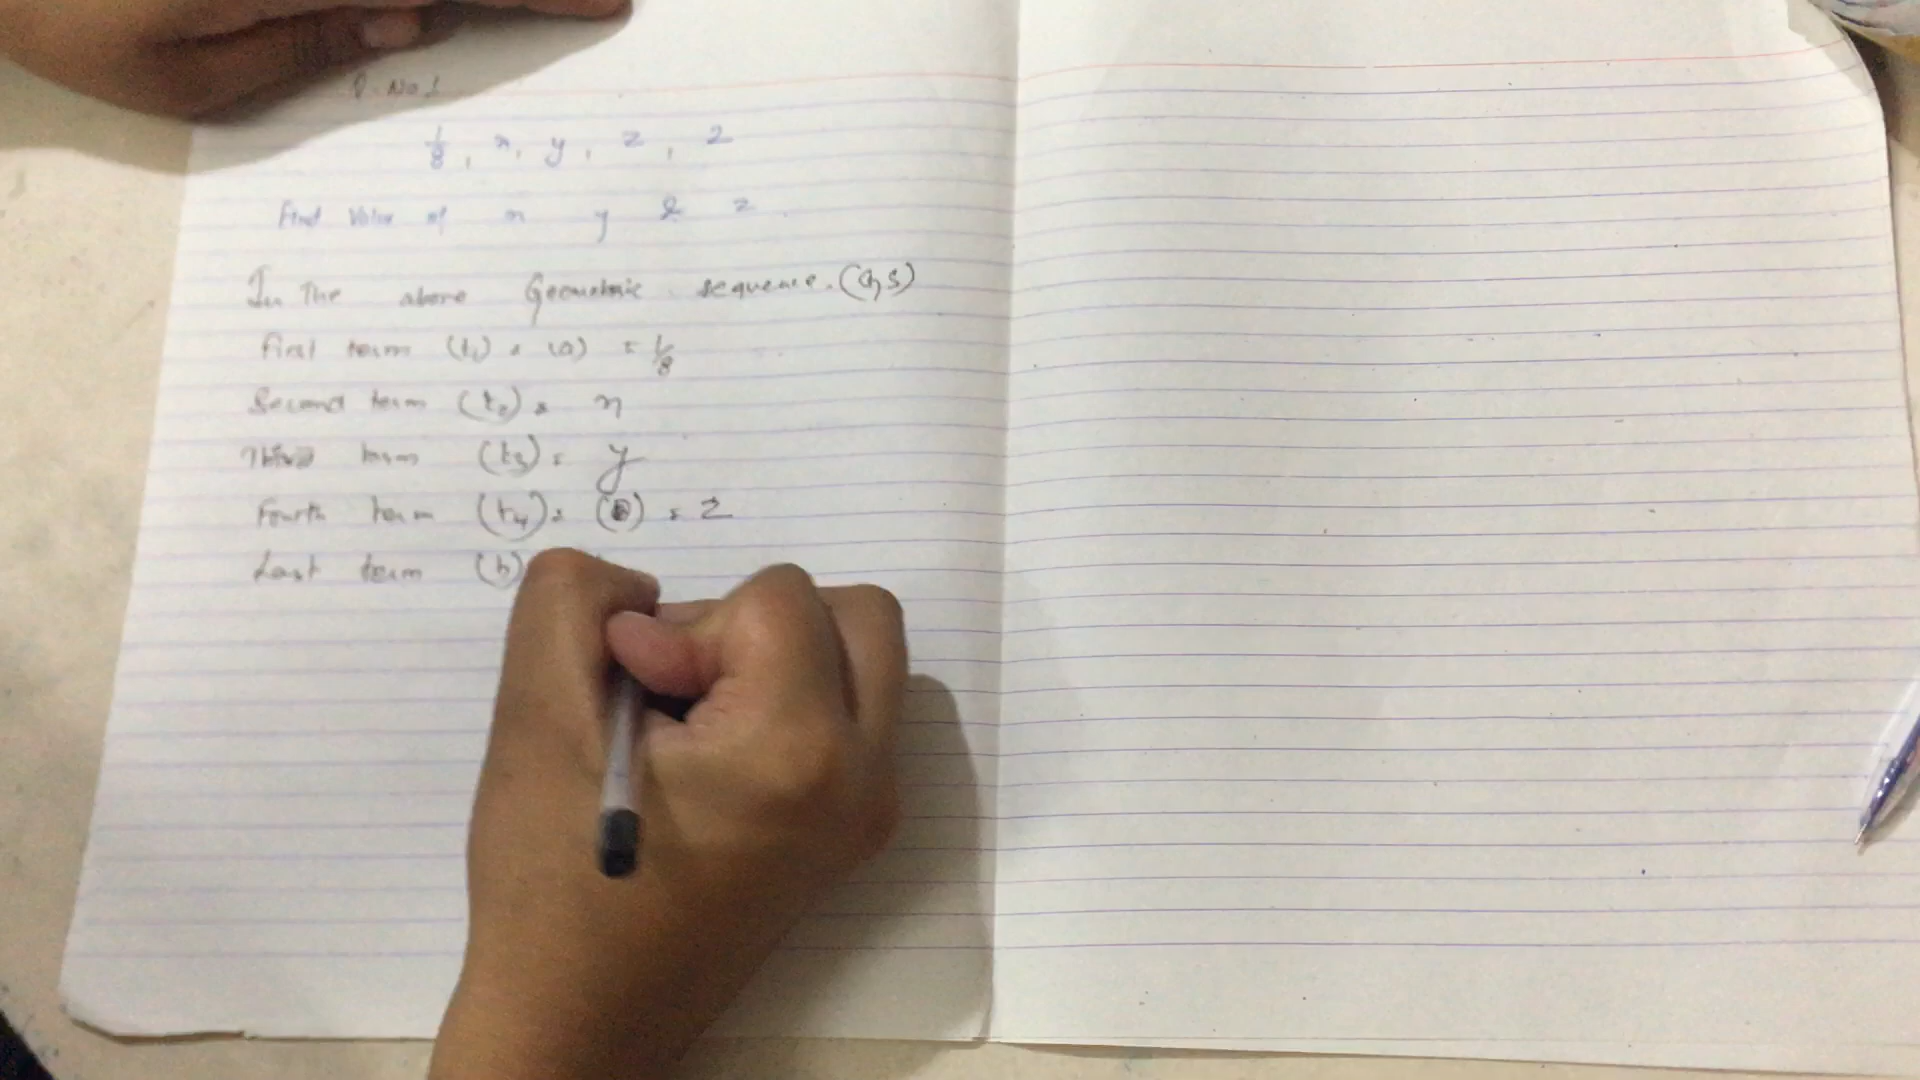 Q. No 1
1/8, x, y, z, 2
Find Value of x y & z.
In The above Geometric sequence. (G,S)
First term (t₁) = (a) = 1/8
Second term (t₂) = x
Third term (t₃) = y
Fourth term (t₄) = = z
Last term (b)